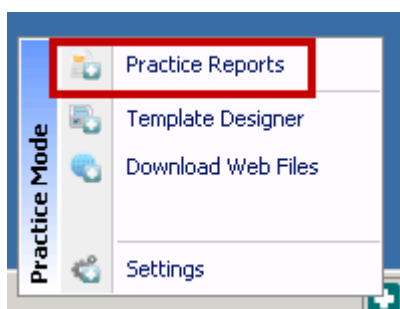 Practice Mode
Practice Reports
Template Designer
Download Web Files
Settings